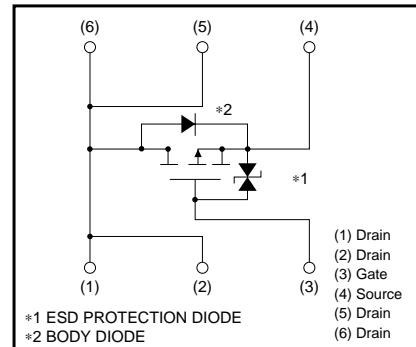 (6) (5) (4)
∗2
∗1
(1) (2) (3)
(1) Drain
(2) Drain
(3) Gate
(4) Source
(5) Drain
(6) Drain
∗1 ESD PROTECTION DIODE
∗2 BODY DIODE